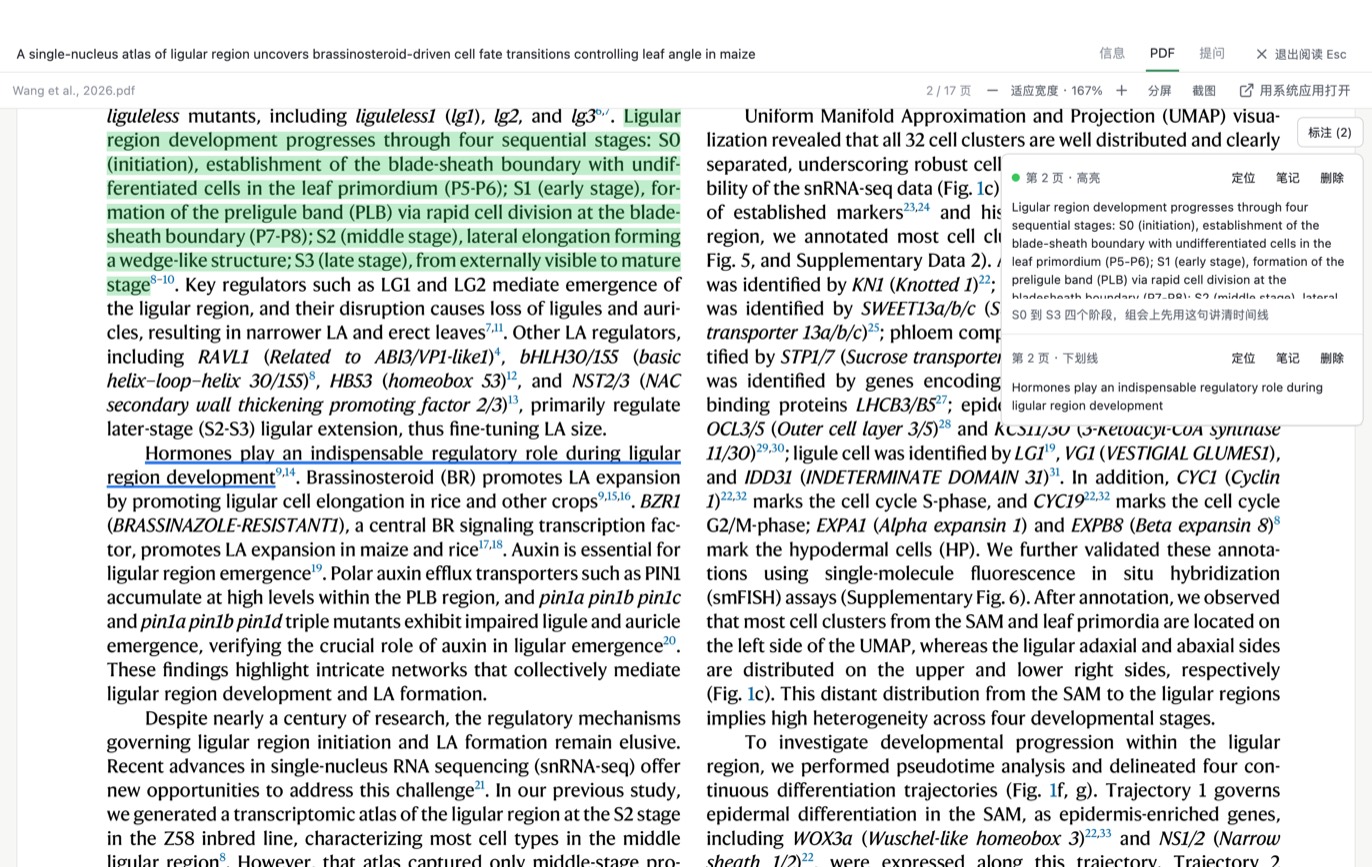 A single-nucleus atlas of ligular region uncovers brassinosteroid-driven cell fate transitions controlling leaf angle in maize
信息 PDF 提问 × 退出阅读 Esc
Wang et al., 2026.pdf
2 / 17 页 — 适应宽度 · 167% + 分屏 截图 用系统应用打开
liguleless mutants, including liguleless1 (lg1), lg2, and lg3⁶,⁷. Ligular
region development progresses through four sequential stages: S0
(initiation), establishment of the blade-sheath boundary with undif-
ferentiated cells in the leaf primordium (P5-P6); S1 (early stage), for-
mation of the preligule band (PLB) via rapid cell division at the blade-
sheath boundary (P7-P8); S2 (middle stage), lateral elongation forming
a wedge-like structure; S3 (late stage), from externally visible to mature
stage⁸⁻¹⁰. Key regulators such as LG1 and LG2 mediate emergence of
the ligular region, and their disruption causes loss of ligules and auri-
cles, resulting in narrower LA and erect leaves⁷,¹¹. Other LA regulators,
including RAVL1 (Related to ABI3/VP1-like1)⁴, bHLH30/155 (basic
helix–loop–helix 30/155)⁸, HB53 (homeobox 53)¹², and NST2/3 (NAC
secondary wall thickening promoting factor 2/3)¹³, primarily regulate
later-stage (S2-S3) ligular extension, thus fine-tuning LA size.
Hormones play an indispensable regulatory role during ligular
region development⁹,¹⁴. Brassinosteroid (BR) promotes LA expansion
by promoting ligular cell elongation in rice and other crops⁹,¹⁵,¹⁶. BZR1
(BRASSINAZOLE-RESISTANT1), a central BR signaling transcription fac-
tor, promotes LA expansion in maize and rice¹⁷,¹⁸. Auxin is essential for
ligular region emergence¹⁹. Polar auxin efflux transporters such as PIN1
accumulate at high levels within the PLB region, and pin1a pin1b pin1c
and pin1a pin1b pin1d triple mutants exhibit impaired ligule and auricle
emergence, verifying the crucial role of auxin in ligular emergence²⁰.
These findings highlight intricate networks that collectively mediate
ligular region development and LA formation.
Despite nearly a century of research, the regulatory mechanisms
governing ligular region initiation and LA formation remain elusive.
Recent advances in single-nucleus RNA sequencing (snRNA-seq) offer
new opportunities to address this challenge²¹. In our previous study,
we generated a transcriptomic atlas of the ligular region at the S2 stage
in the Z58 inbred line, characterizing most cell types in the middle
ligular region⁸. However, that atlas captured only middle-stage pro-
Uniform Manifold Approximation and Projection (UMAP) visua-
lization revealed that all 32 cell clusters are well distributed and clearly
separated, underscoring robust cell
bility of the snRNA-seq data (Fig. 1c)
of established markers²³,²⁴ and his
region, we annotated most cell cl
Fig. 5, and Supplementary Data 2).
was identified by KN1 (Knotted 1)²²;
was identified by SWEET13a/b/c (S
transporter 13a/b/c)²⁵; phloem comp
tified by STP1/7 (Sucrose transporter
was identified by genes encoding
binding proteins LHCB3/B5²⁷; epide
OCL3/5 (Outer cell layer 3/5)²⁸ and KCS11/30 (3-Ketoacyl-CoA synthase
11/30)²⁹,³⁰; ligule cell was identified by LG1¹⁹, VG1 (VESTIGIAL GLUMES1),
and IDD31 (INDETERMINATE DOMAIN 31)³¹. In addition, CYC1 (Cyclin
1)²²,³² marks the cell cycle S-phase, and CYC19²²,³² marks the cell cycle
G2/M-phase; EXPA1 (Alpha expansin 1) and EXPB8 (Beta expansin 8)⁸
mark the hypodermal cells (HP). We further validated these annota-
tions using single-molecule fluorescence in situ hybridization
(smFISH) assays (Supplementary Fig. 6). After annotation, we observed
that most cell clusters from the SAM and leaf primordia are located on
the left side of the UMAP, whereas the ligular adaxial and abaxial sides
are distributed on the upper and lower right sides, respectively
(Fig. 1c). This distant distribution from the SAM to the ligular regions
implies high heterogeneity across four developmental stages.
To investigate developmental progression within the ligular
region, we performed pseudotime analysis and delineated four con-
tinuous differentiation trajectories (Fig. 1f, g). Trajectory 1 governs
epidermal differentiation in the SAM, as epidermis-enriched genes,
including WOX3a (Wuschel-like homeobox 3)²²,³³ and NS1/2 (Narrow
sheath 1/2)²², were expressed along this trajectory. Trajectory
标注 (2)
第 2 页 · 高亮 定位 笔记 删除
Ligular region development progresses through four
sequential stages: S0 (initiation), establishment of the
blade-sheath boundary with undifferentiated cells in the
leaf primordium (P5-P6); S1 (early stage), formation of the
preligule band (PLB) via rapid cell division at the
bladesheath boundary (P7-P8); S2 (middle stage), lateral
S0 到 S3 四个阶段，组会上先用这句讲清时间线
第 2 页 · 下划线 定位 笔记 删除
Hormones play an indispensable regulatory role during
ligular region development